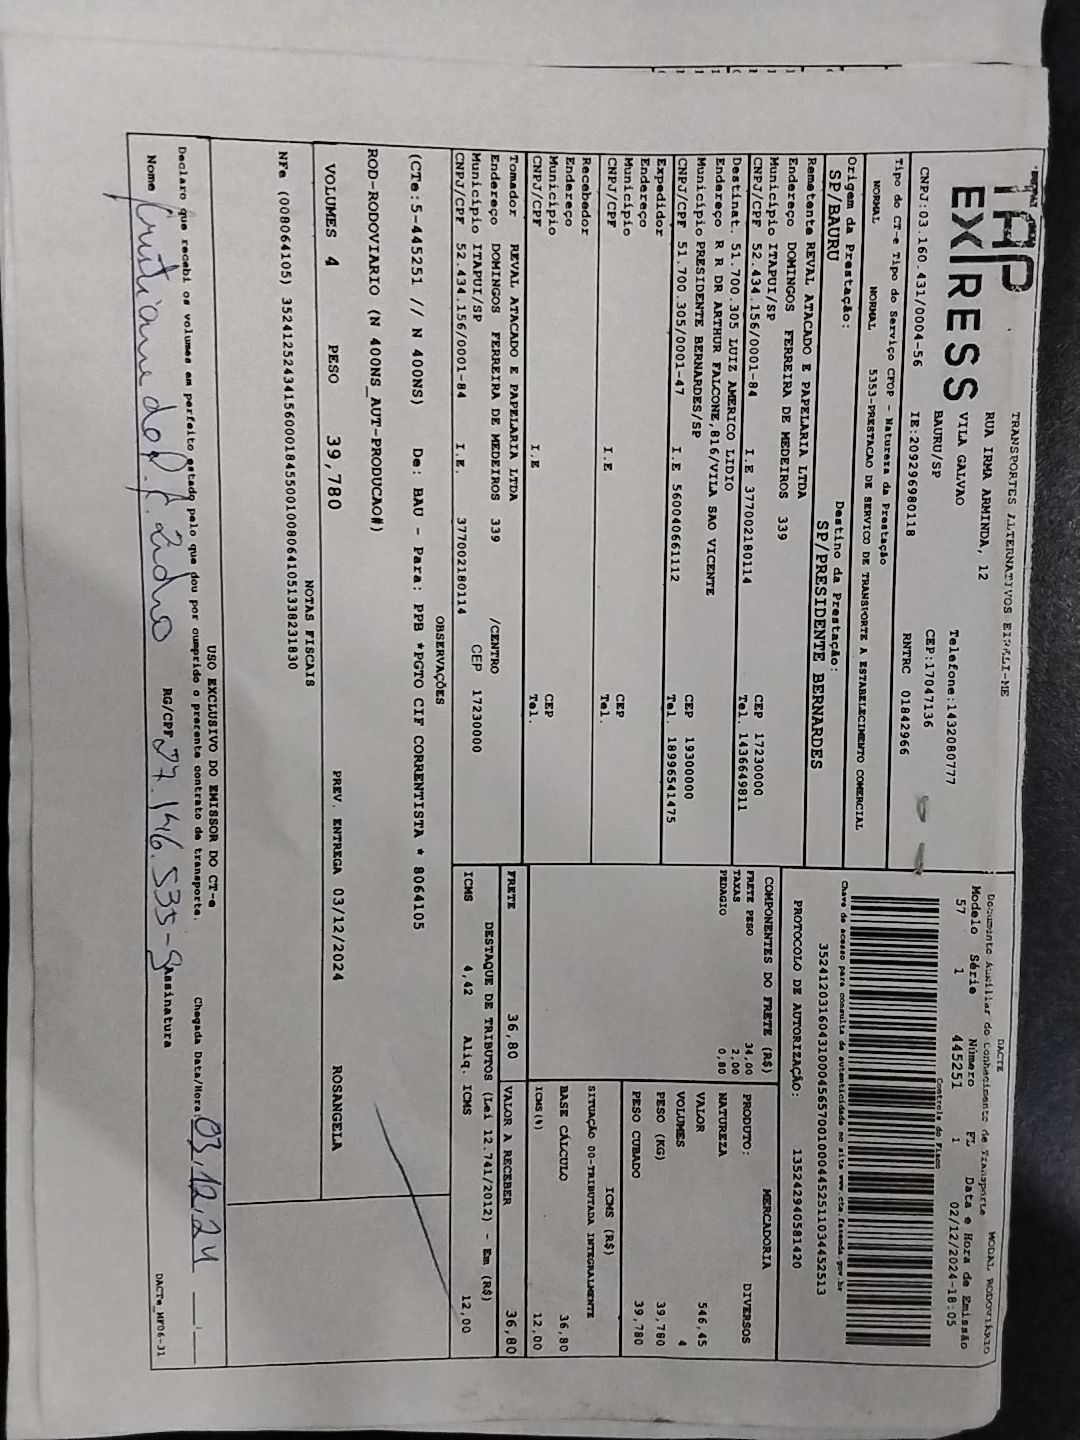 TAP
EXPRESS
TRANSPORTES ALTERNATIVOS EIRELI-ME
RUA IRMA ARMINDA, 12
VILA GALVAO
BAURU/SP
Telefone:1432080777
CEP:17047136
CNPJ:03.160.431/0004-56 IE:209296980118 RNTRC 01842966
DACTE
Documento Auxiliar do Conhecimento de Transporte MODAL RODOVIÁRIO
Modelo Série Número FL Data e Hora de Emissão
57 1 445251 1 02/12/2024-18:05
Controle do Fisco
Chave de acesso para consulta de autenticidade no site www.cte.fazenda.gov.br
35241203160431000456570010004452511034452513
PROTOCOLO DE AUTORIZAÇÃO: 135242940581420
Tipo do CT-e Tipo do Serviço CFOP - Natureza da Prestação
NORMAL NORMAL 5353-PRESTACAO DE SERVICO DE TRANSPORTE A ESTABELECIMENTO COMERCIAL
Origem da Prestação: Destino da Prestação:
SP/BAURU SP/PRESIDENTE BERNARDES
Remetente REVAL ATACADO E PAPELARIA LTDA
Endereço DOMINGOS FERREIRA DE MEDEIROS 339
Município ITAPUI/SP CEP 17230000
CNPJ/CPF 52.434.156/0001-84 I.E 377002180114 Tel. 1436649811
Destinat. 51.700.305 LUIZ AMERICO LIDIO
Endereço R R DR ARTHUR FALCONE,816/VILA SAO VICENTE
Município PRESIDENTE BERNARDES/SP CEP 19300000
CNPJ/CPF 51.700.305/0001-47 I.E 560040661112 Tel. 18996541475
Expedidor
Endereço
Município CEP
CNPJ/CPF I.E Tel.
Recebedor
Endereço
Município CEP
CNPJ/CPF I.E Tel.
Tomador REVAL ATACADO E PAPELARIA LTDA
Endereço DOMINGOS FERREIRA DE MEDEIROS 339 /CENTRO
Município ITAPUI/SP CEP 17230000
CNPJ/CPF 52.434.156/0001-84 I.E. 377002180114
COMPONENTES DO FRETE (R$)
FRETE PESO 34,00
TAXAS 2,00
PEDAGIO 0,80
MERCADORIA
PRODUTO: DIVERSOS
NATUREZA
VALOR 546,45
VOLUMES 4
PESO (KG) 39,780
PESO CUBADO 39,780
ICMS (R$)
SITUAÇÃO 00-TRIBUTADA INTEGRALMENTE
BASE CÁLCULO 36,80
ICMS(%) 12,00
FRETE 36,80 VALOR A RECEBER 36,80
DESTAQUE DE TRIBUTOS (Lei 12.741/2012) - Em (R$)
ICMS 4,42 Aliq. ICMS 12,00
OBSERVAÇÕES
(CTe:5-445251 // N 400NS) De: BAU - Para: PPB *PGTO CIF CORRENTISTA * 8064105
ROD-RODOVIARIO (N 400NS_AUT-PRODUCAO#)
VOLUMES 4 PESO 39,780 PREV. ENTREGA 03/12/2024 ROSANGELA
NOTAS FISCAIS
NFe (008064105) 35241252434156000184550010080641051338231830
USO EXCLUSIVO DO EMISSOR DO CT-e
Declaro que recebi os volumes em perfeito estado pelo que dou por cumprido o presente contrato de transporte. Chegada Data/Hora 03.12.24
Nome RG/CPF 27.146.535-9 Assinatura
DACTe_MF06-31